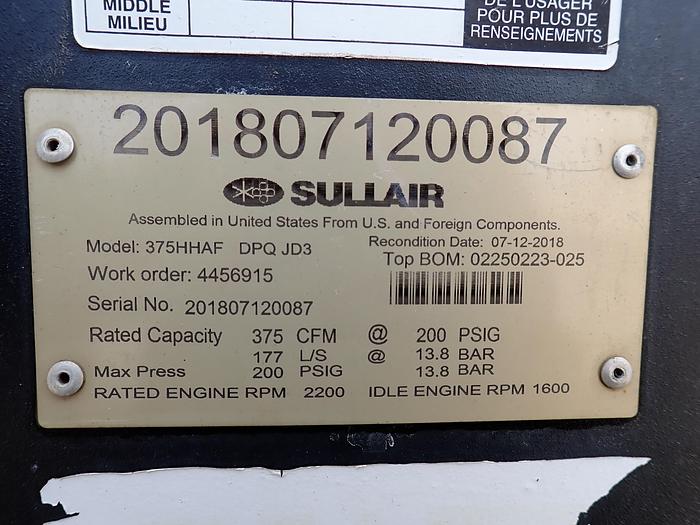 MIDDLE
MILIEU
DE L'USAGER
POUR PLUS DE
RENSEIGNEMENTS
201807120087
SULLAIR
Assembled in United States From U.S. and Foreign Components.
Model: 375HHAF DPQ JD3
Recondition Date: 07-12-2018
Work order: 4456915
Top BOM: 02250223-025
Serial No. 201807120087
Rated Capacity 375 CFM @ 200 PSIG
177 L/S @ 13.8 BAR
Max Press 200 PSIG 13.8 BAR
RATED ENGINE RPM 2200 IDLE ENGINE RPM 1600